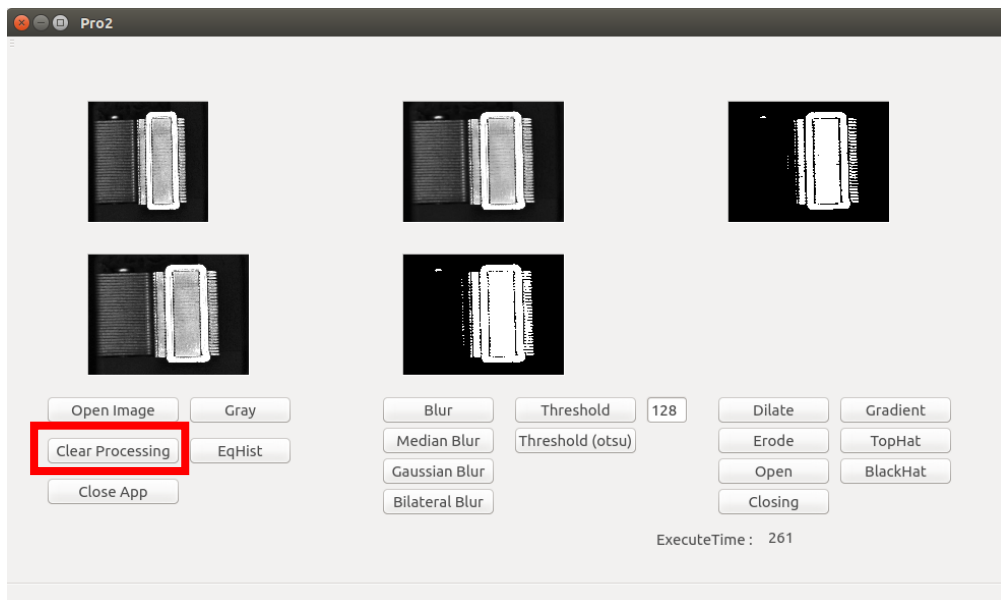 Pro2
Open Image Gray Blur Threshold 128 Dilate Gradient
Clear Processing EqHist Median Blur Threshold (otsu) Erode TopHat
Gaussian Blur Open BlackHat
Close App Bilateral Blur Closing
ExecuteTime : 261